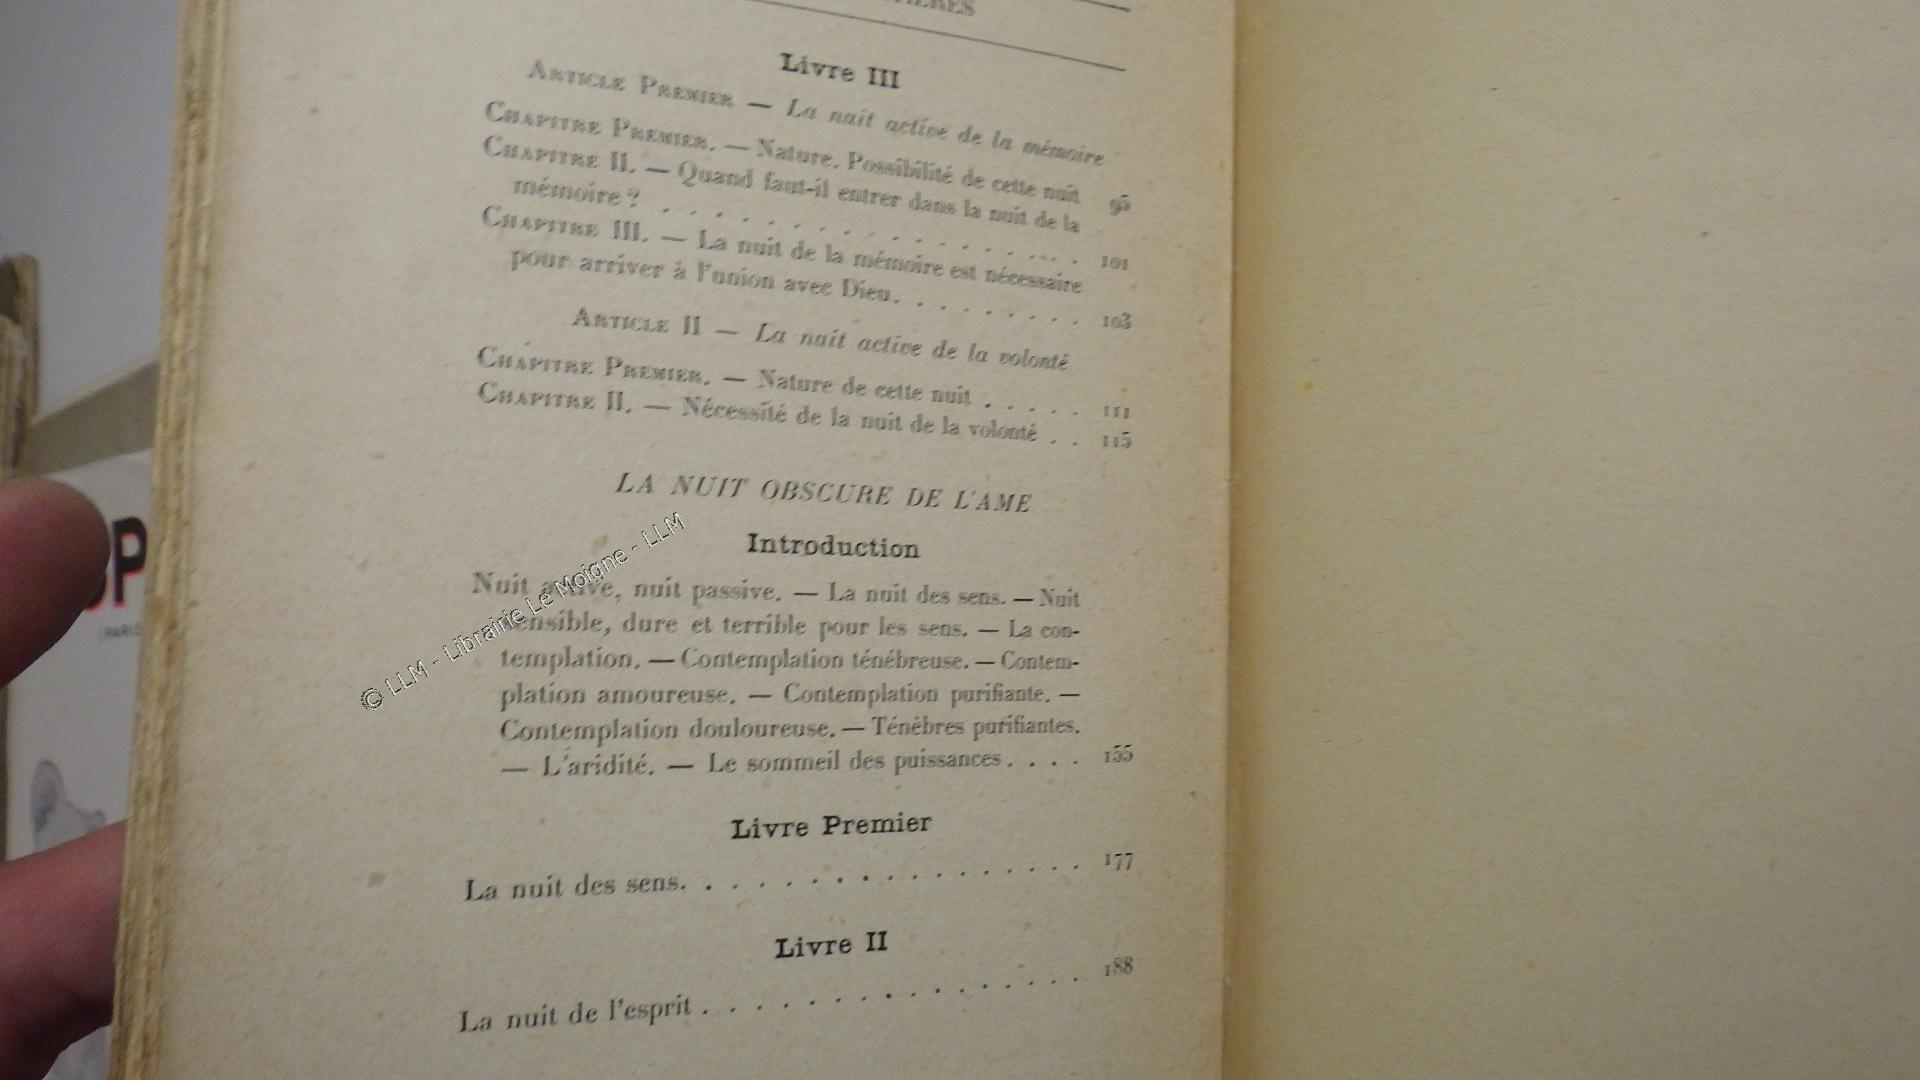 Livre III
Article Premier — La nuit active de la mémoire
Chapitre Premier. — Nature. Possibilité de cette nuit 95
Chapitre II. — Quand faut-il entrer dans la nuit de la
mémoire ? . . . . . . . . . . . . . . . . 101
Chapitre III. — La nuit de la mémoire est nécessaire
pour arriver à l'union avec Dieu. . . . . . . . 103
Article II — La nuit active de la volonté
Chapitre Premier. — Nature de cette nuit . . . . . 111
Chapitre II. — Nécessité de la nuit de la volonté . . 115
LA NUIT OBSCURE DE L'AME
Introduction
Nuit active, nuit passive. — La nuit des sens. — Nuit
sensible, dure et terrible pour les sens. — La con-
templation. — Contemplation ténébreuse. — Contem-
plation amoureuse. — Contemplation purifiante. —
Contemplation douloureuse. — Ténèbres purifiantes.
— L'aridité. — Le sommeil des puissances . . . . 155
Livre Premier
La nuit des sens. . . . . . . . . . . . . . . . 177
Livre II
La nuit de l'esprit . . . . . . . . . . . . . . . 188
© LLM - Librairie Le Moigne - LLM